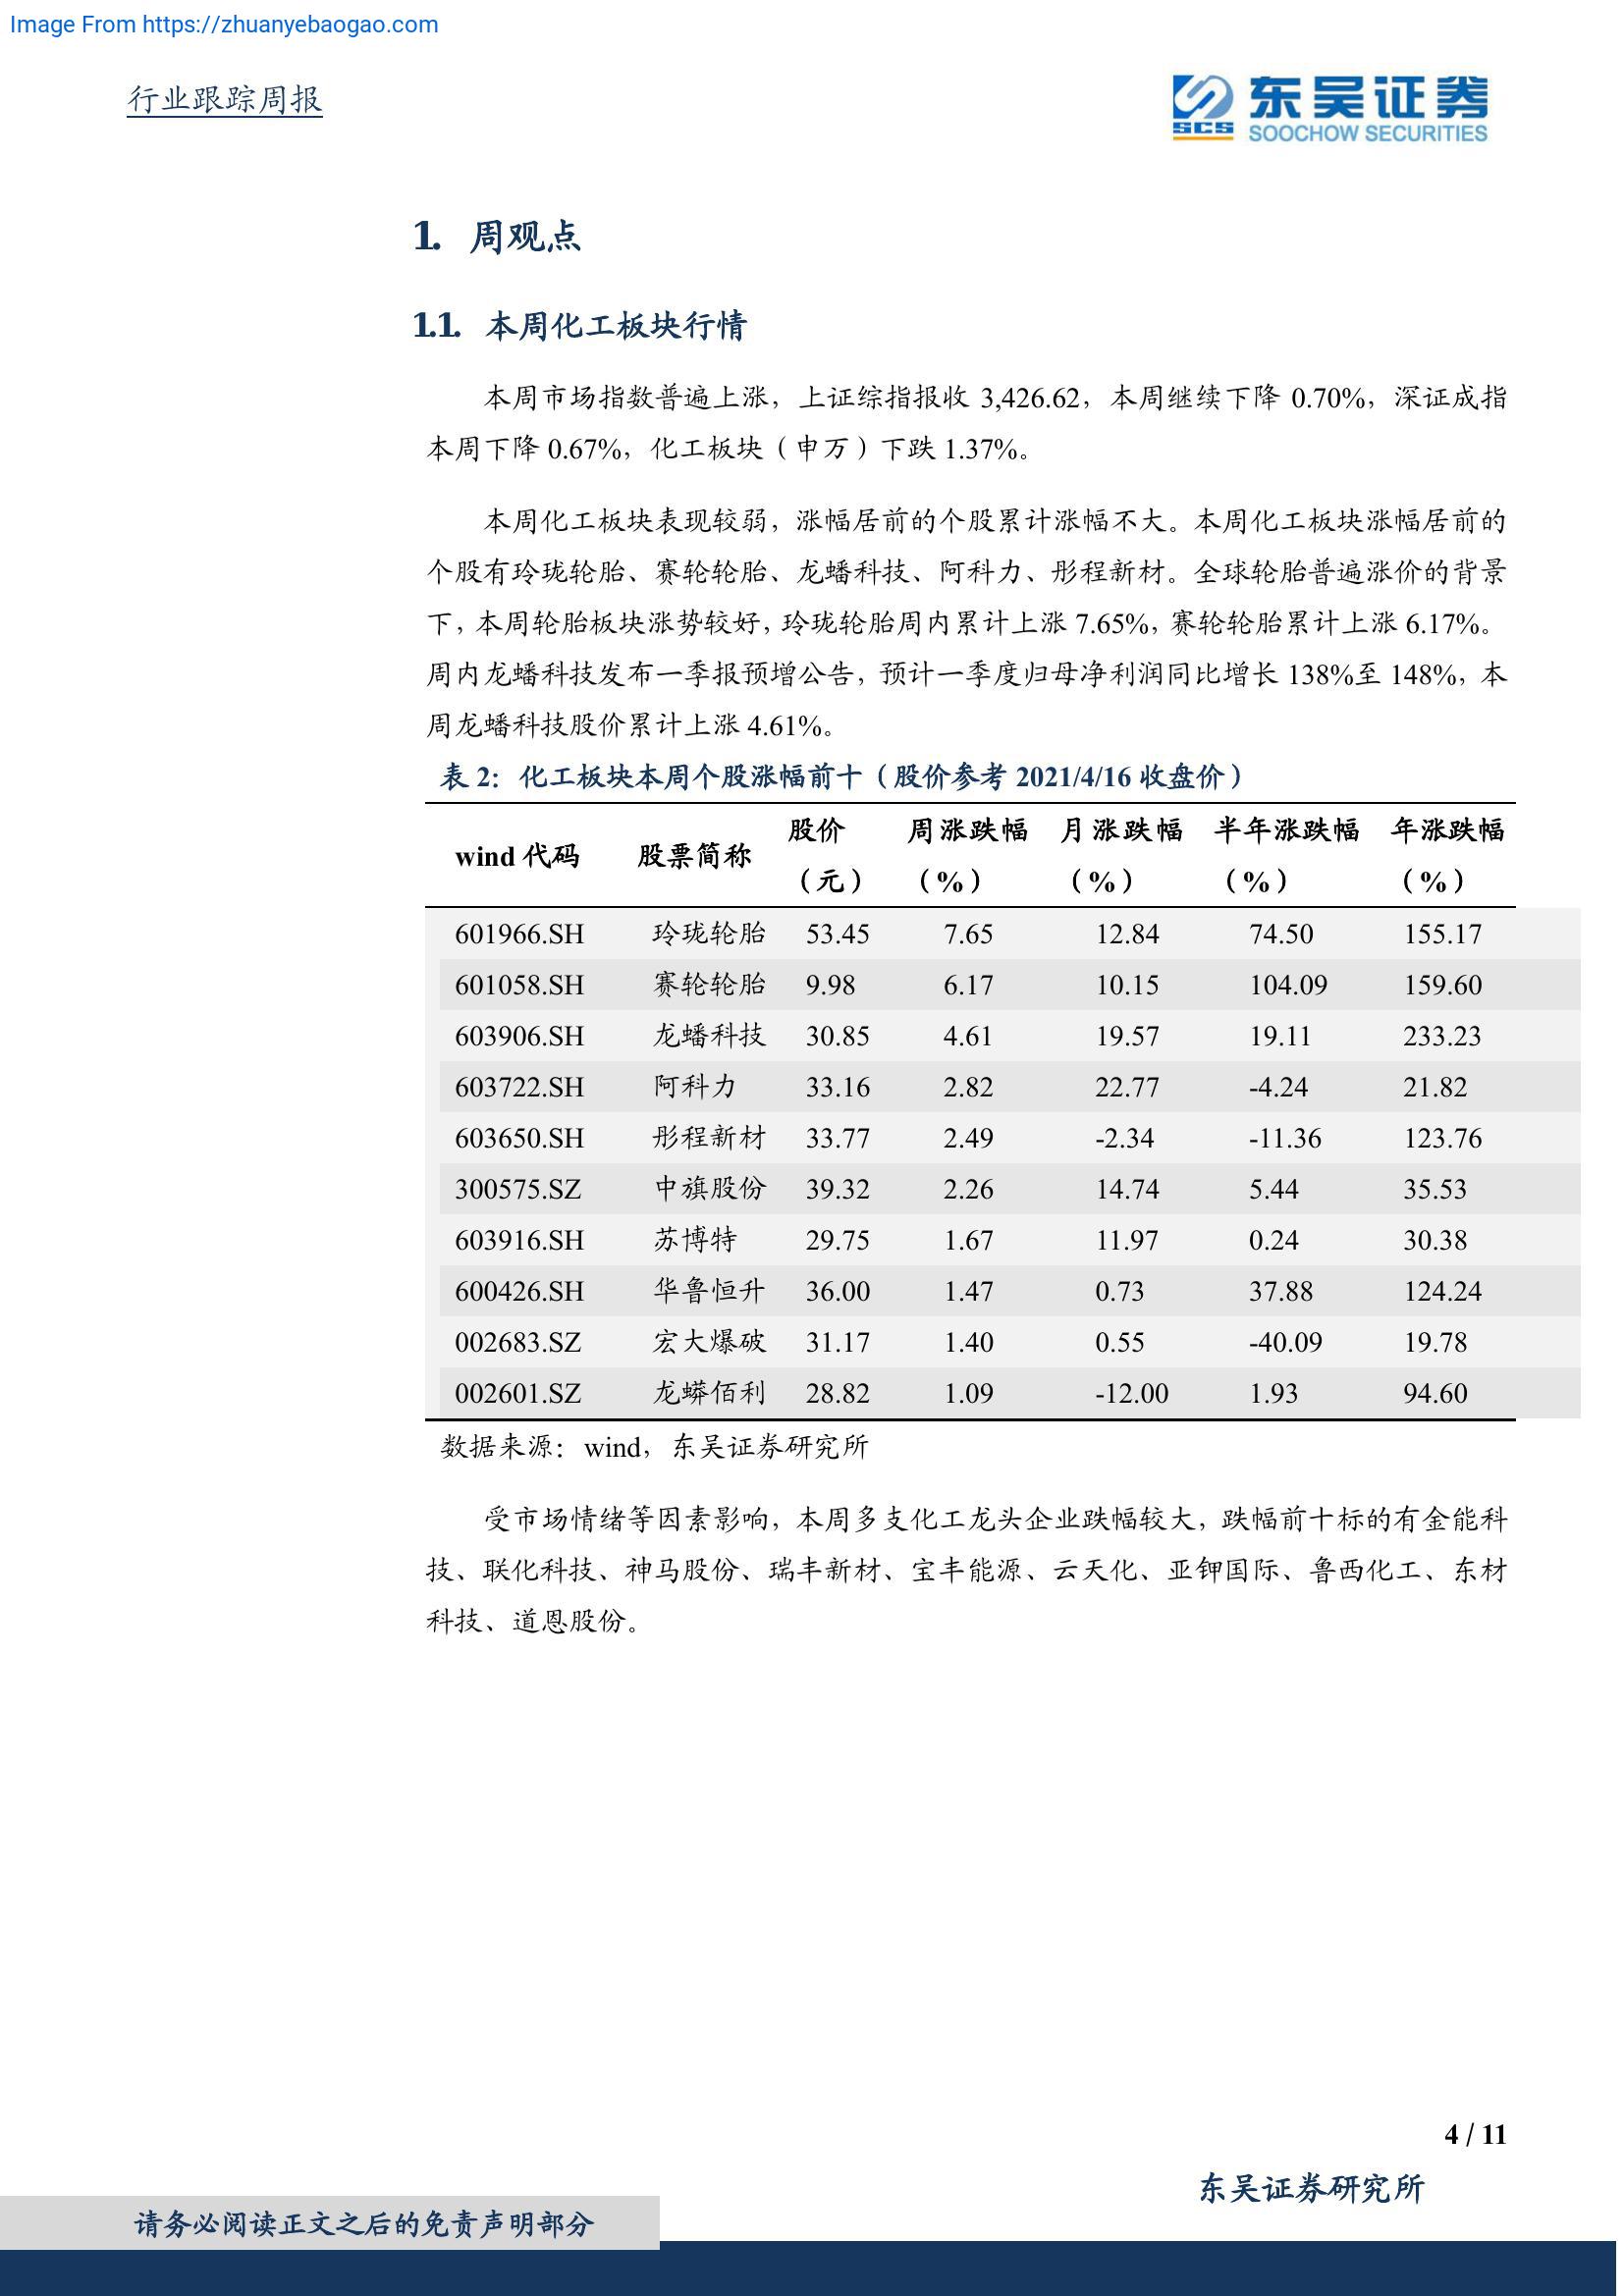 Image From https://zhuanyebaogao.com
行业跟踪周报
SCS
东吴证券
SOOCHOW SECURITIES
1. 周观点
1.1. 本周化工板块行情
本周市场指数普遍上涨，上证综指报收 3,426.62，本周继续下降 0.70%，深证成指
本周下降 0.67%，化工板块（申万）下跌 1.37%。
本周化工板块表现较弱，涨幅居前的个股累计涨幅不大。本周化工板块涨幅居前的
个股有玲珑轮胎、赛轮轮胎、龙蟠科技、阿科力、彤程新材。全球轮胎普遍涨价的背景
下，本周轮胎板块涨势较好，玲珑轮胎周内累计上涨 7.65%，赛轮轮胎累计上涨 6.17%。
周内龙蟠科技发布一季报预增公告，预计一季度归母净利润同比增长 138%至 148%，本
周龙蟠科技股价累计上涨 4.61%。
表 2：化工板块本周个股涨幅前十（股价参考 2021/4/16 收盘价）
wind 代码 股票简称 股价（元） 周涨跌幅（%） 月涨跌幅（%） 半年涨跌幅（%） 年涨跌幅（%）
601966.SH 玲珑轮胎 53.45 7.65 12.84 74.50 155.17
601058.SH 赛轮轮胎 9.98 6.17 10.15 104.09 159.60
603906.SH 龙蟠科技 30.85 4.61 19.57 19.11 233.23
603722.SH 阿科力 33.16 2.82 22.77 -4.24 21.82
603650.SH 彤程新材 33.77 2.49 -2.34 -11.36 123.76
300575.SZ 中旗股份 39.32 2.26 14.74 5.44 35.53
603916.SH 苏博特 29.75 1.67 11.97 0.24 30.38
600426.SH 华鲁恒升 36.00 1.47 0.73 37.88 124.24
002683.SZ 宏大爆破 31.17 1.40 0.55 -40.09 19.78
002601.SZ 龙蟒佰利 28.82 1.09 -12.00 1.93 94.60
数据来源：wind，东吴证券研究所
受市场情绪等因素影响，本周多支化工龙头企业跌幅较大，跌幅前十标的有金能科
技、联化科技、神马股份、瑞丰新材、宝丰能源、云天化、亚钾国际、鲁西化工、东材
科技、道恩股份。
4 / 11
东吴证券研究所
请务必阅读正文之后的免责声明部分